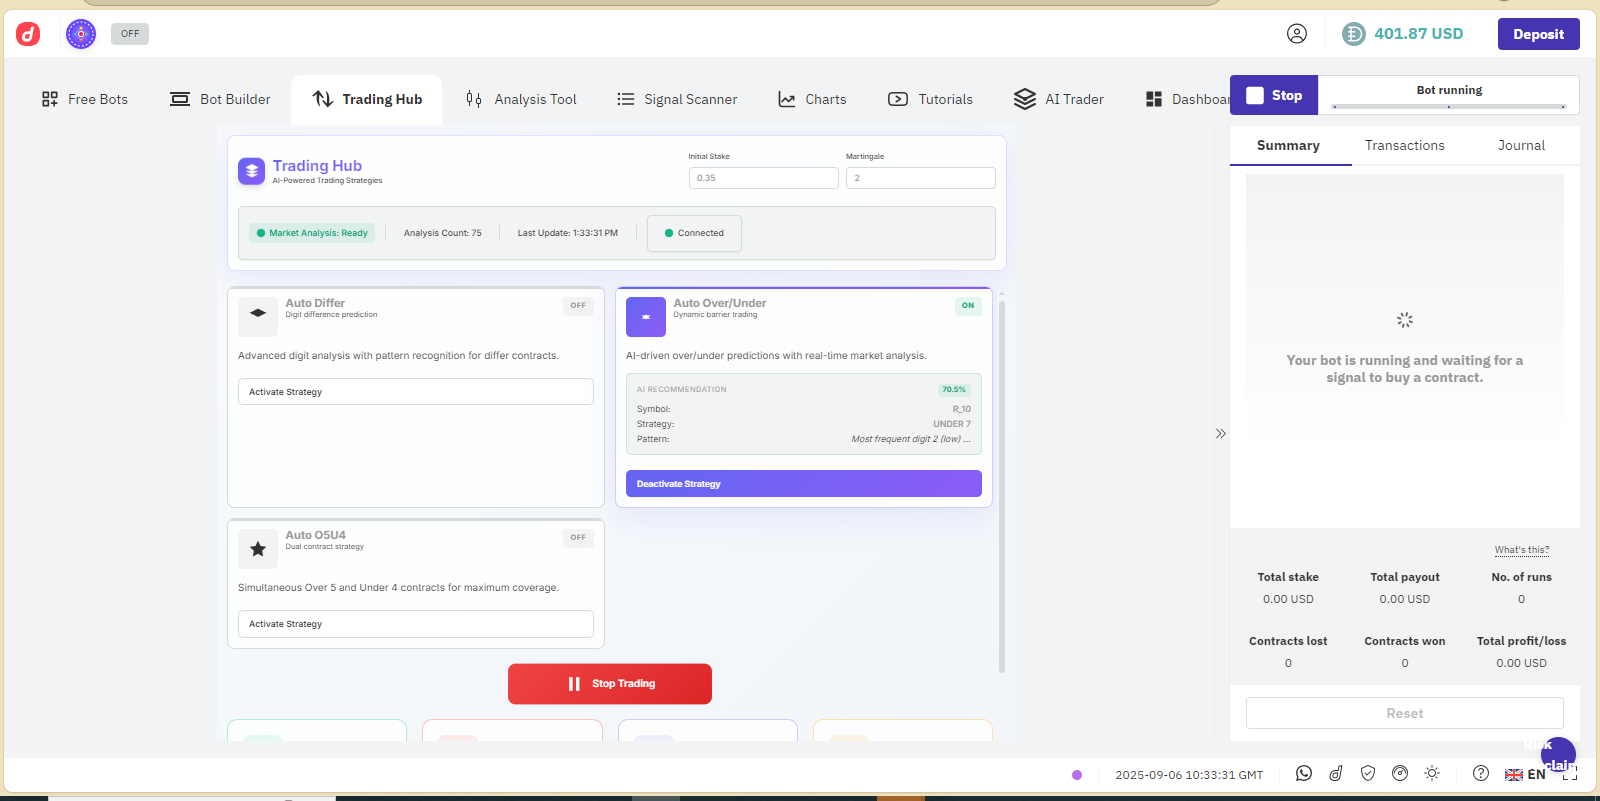 OFF
401.87 USD
Deposit
Free Bots
Bot Builder
Trading Hub
Analysis Tool
Signal Scanner
Charts
Tutorials
AI Trader
Stop
Bot running
Trading Hub
AI-Powered Trading Strategies
Initial Stake
Martingale
0.35
2
Market Analysis: Ready
Analysis Count: 75
Last Update: 1:33:31 PM
Connected
Auto Differ
Digit difference prediction
OFF
Advanced digit analysis with pattern recognition for differ contracts.
Activate Strategy
Auto Over/Under
Dynamic barrier trading
ON
AI-driven over/under predictions with real-time market analysis.
AI RECOMMENDATION
70.5%
Symbol:
R_10
Strategy:
UNDER 7
Pattern:
Most frequent digit 2 (low) ...
Deactivate Strategy
Auto O5U4
Dual contract strategy
OFF
Simultaneous Over 5 and Under 4 contracts for maximum coverage.
Activate Strategy
Stop Trading
Summary
Transactions
Journal
Your bot is running and waiting for a
signal to buy a contract.
What's this?
Total stake
Total payout
No. of runs
0.00 USD
0.00 USD
0
Contracts lost
Contracts won
Total profit/loss
0
0
0.00 USD
Reset
2025-09-06 10:33:31 GMT
EN